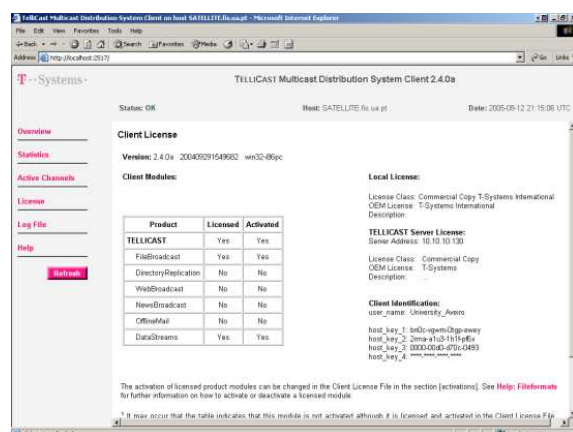 TelliCast Multicast Distribution System Client on host SATELLITE.fis.ua.pt - Microsoft Internet Explorer
File Edit View Favorites Tools Help
Back Search Favorites Media
Address http://localhost:2517/ Go Links
T··Systems· TELLICAST Multicast Distribution System Client 2.4.0a
Status: OK Host: SATELLITE.fis.ua.pt Date: 2005-08-12 21:15:06 UTC
Overview
Statistics
Active Channels
License
Log File
Help
Refresh
Client License
Version: 2.4.0a 200409291549662 win32-86pc
Client Modules:
Product Licensed Activated
TELLICAST Yes Yes
FileBroadcast Yes Yes
DirectoryReplication No No
WebBroadcast No No
NewsBroadcast No No
OfflineMail No No
DataStreams Yes Yes
Local License:
License Class: Commercial Copy T-Systems International
OEM License: T-Systems International
Description:
TELLICAST Server License:
Server Address: 10.10.10.130
License Class: Commercial Copy
OEM License: T-Systems
Description: ...
Client Identification:
user_name: University_Aveiro
host_key_1:
host_key_2:
host_key_3: 0000-00d0-d70c-0493
host_key_4: ****-****-****-****
The activation of licensed product modules can be changed in the Client License File in the section [activations]. See Help: Fileformats
for further information on how to activate or deactivate a licensed module.
¹ It may occur that the table indicates that this module is not activated although it is licensed and activated in the Client License File